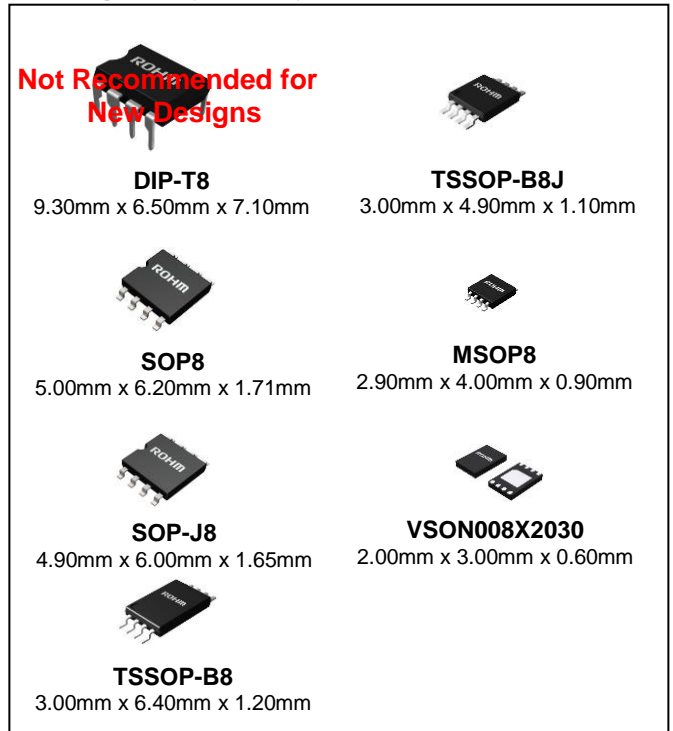 ROHM
Not Recommended for
New Designs
DIP-T8
9.30mm x 6.50mm x 7.10mm
ROHM
SOP8
5.00mm x 6.20mm x 1.71mm
ROHM
SOP-J8
4.90mm x 6.00mm x 1.65mm
ROHM
TSSOP-B8
3.00mm x 6.40mm x 1.20mm
ROHM
TSSOP-B8J
3.00mm x 4.90mm x 1.10mm
ROHM
MSOP8
2.90mm x 4.00mm x 0.90mm
ROHM
VSON008X2030
2.00mm x 3.00mm x 0.60mm